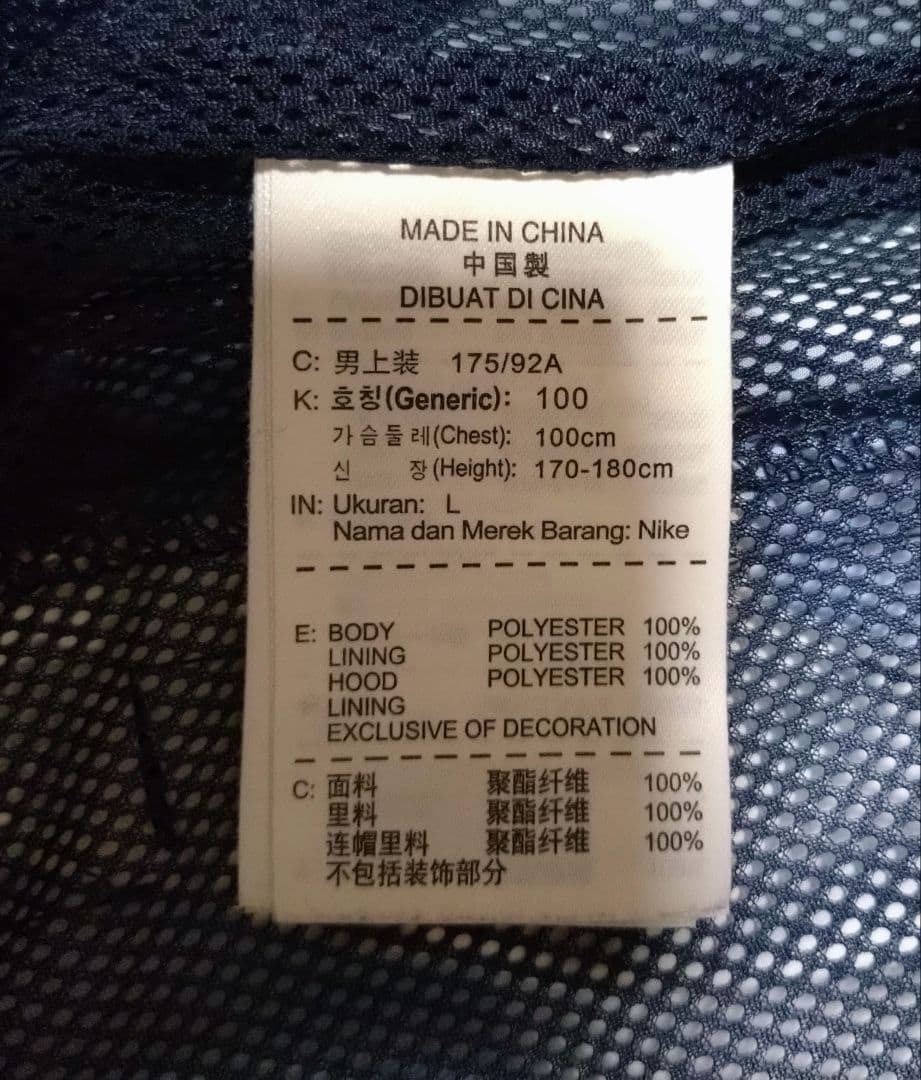 MADE IN CHINA
中国製
DIBUAT DI CINA
C: 男上装 175/92A
K: 호칭(Generic): 100
가슴둘레(Chest): 100cm
신 장(Height): 170-180cm
IN: Ukuran: L
Nama dan Merek Barang: Nike
E: BODY POLYESTER 100%
LINING POLYESTER 100%
HOOD POLYESTER 100%
LINING
EXCLUSIVE OF DECORATION
C: 面料 聚酯纤维 100%
里料 聚酯纤维 100%
连帽里料 聚酯纤维 100%
不包括装饰部分